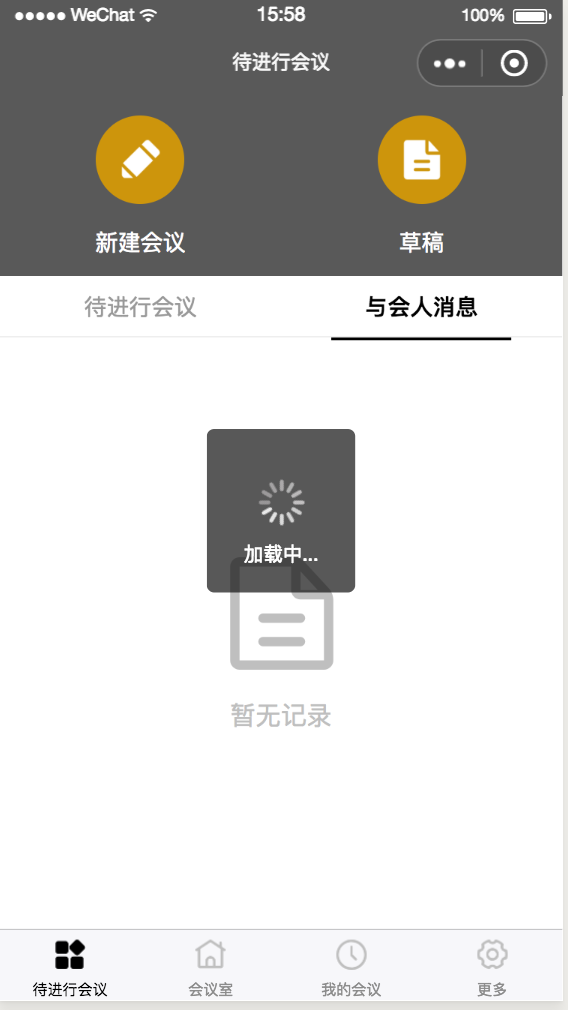 WeChat 15:58 100%
待进行会议
新建会议 草稿
待进行会议 与会人消息
加载中...
暂无记录
待进行会议 会议室 我的会议 更多